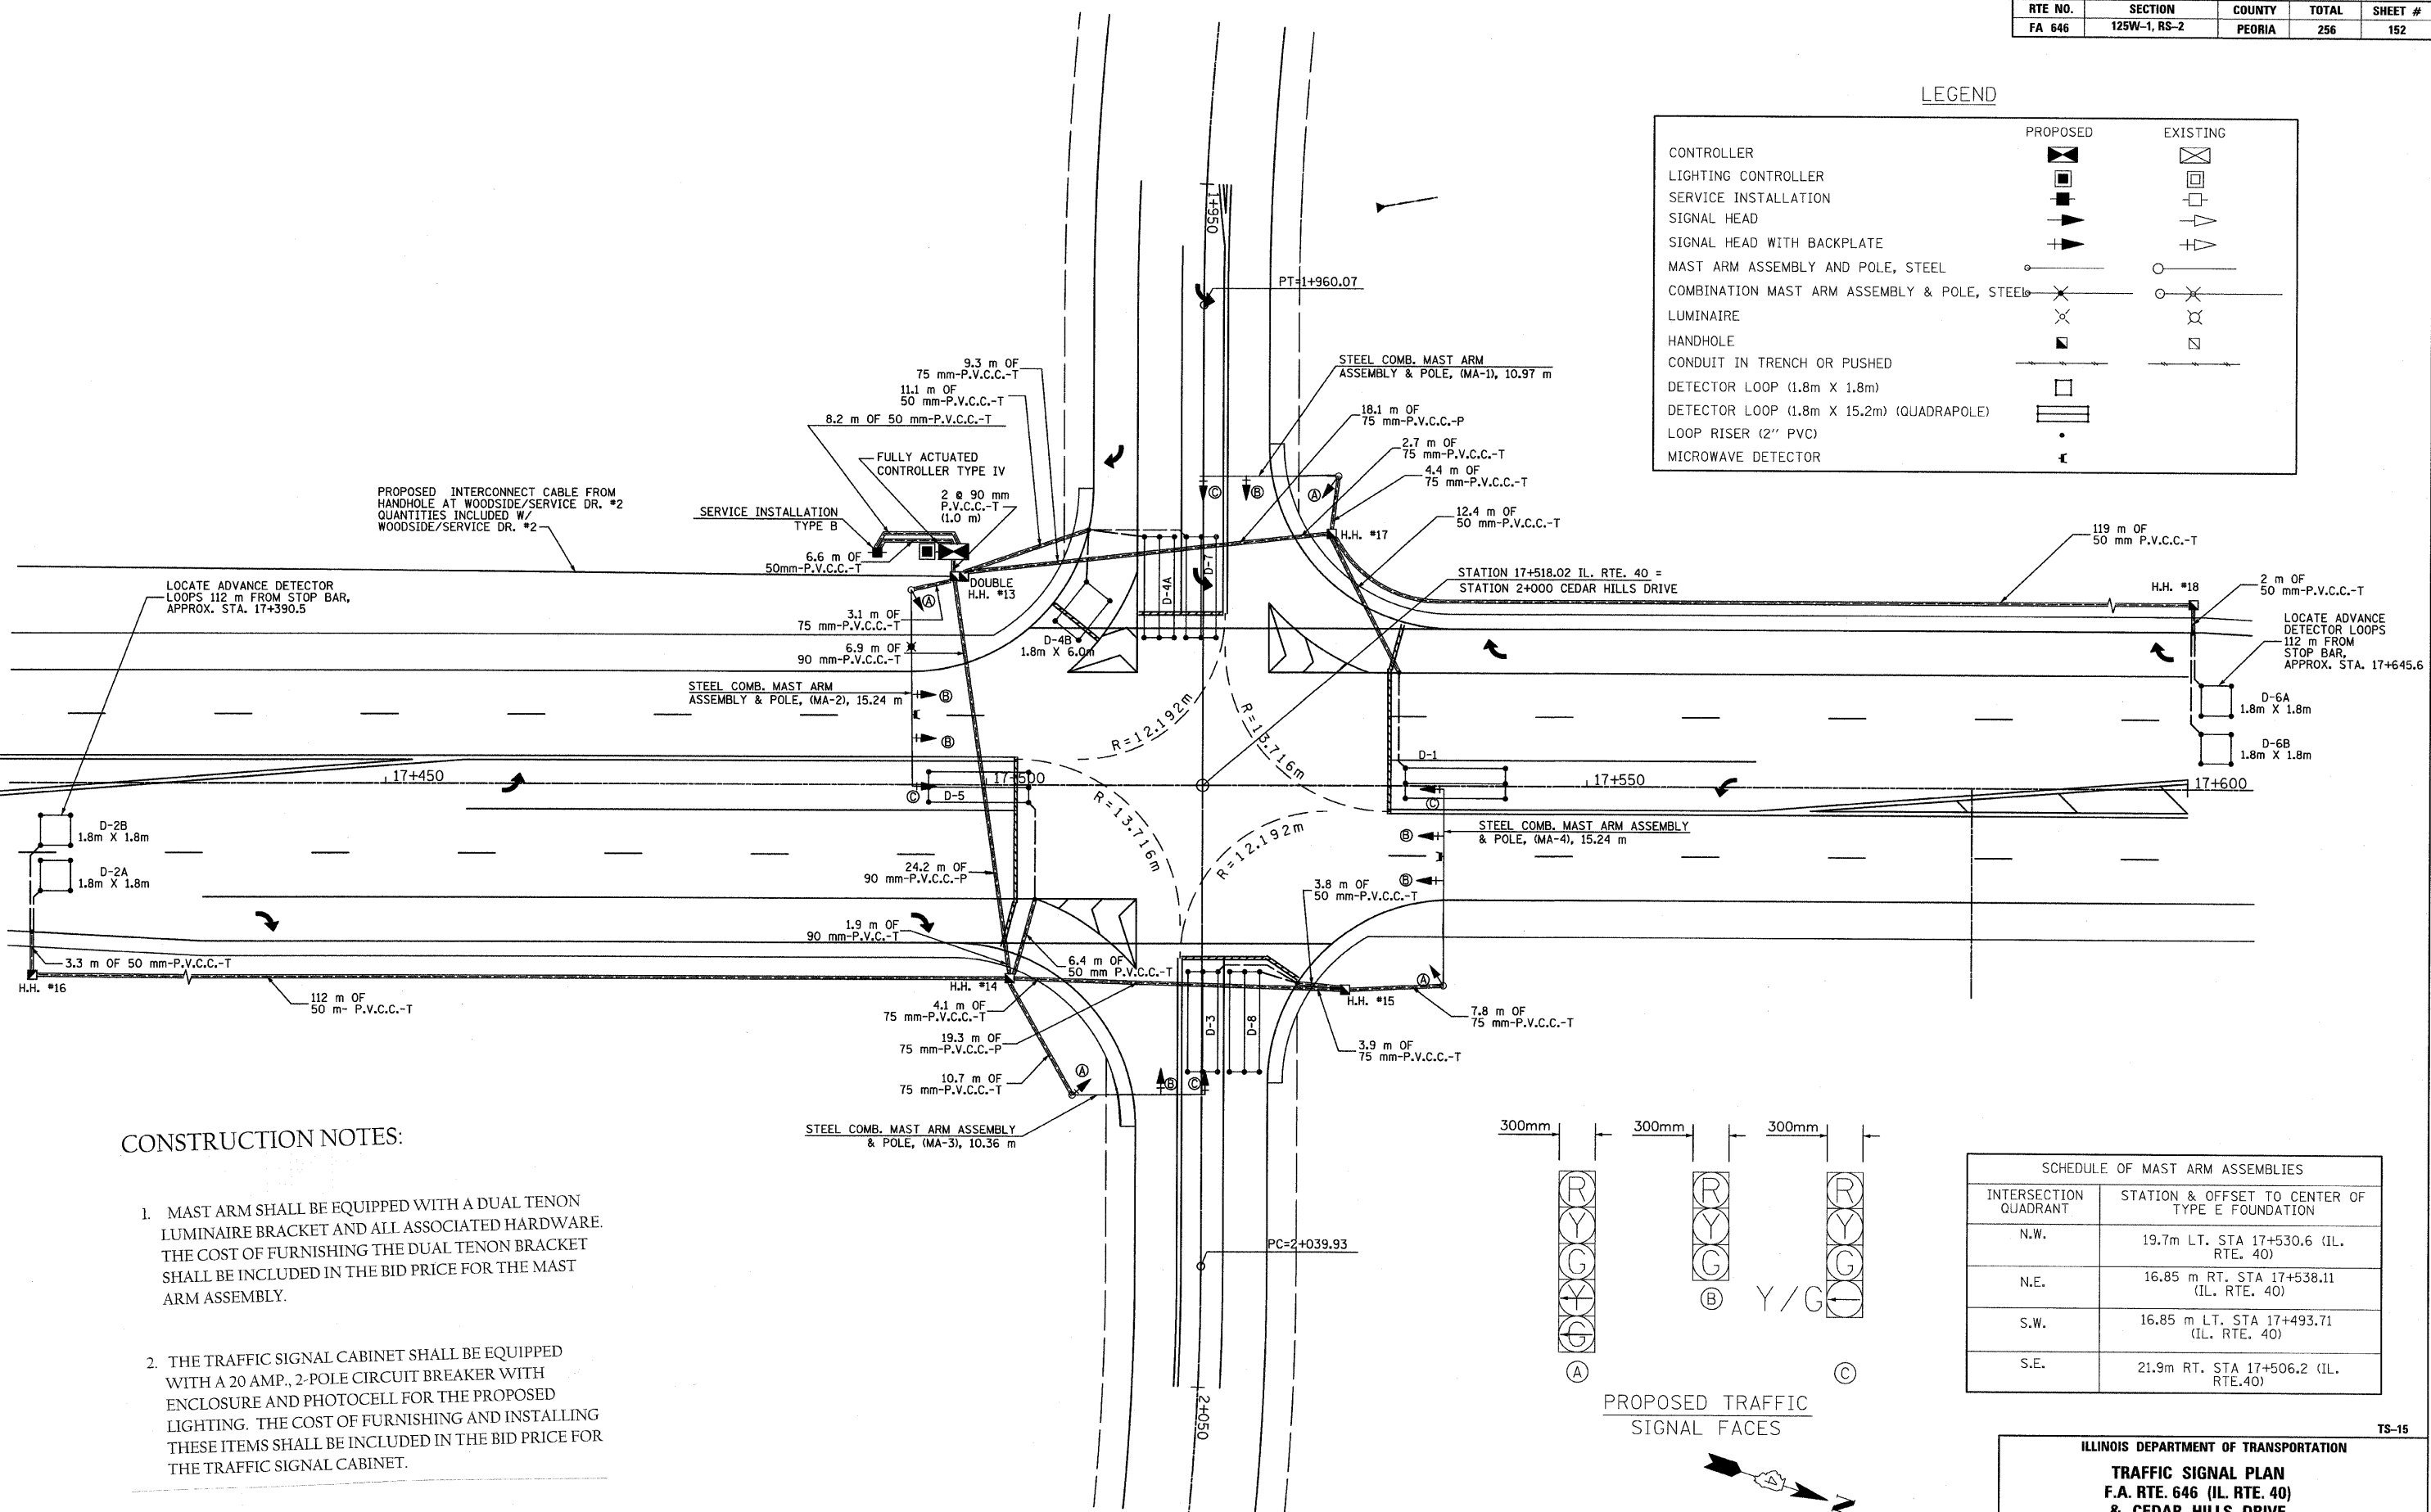 RTE NO. SECTION COUNTY TOTAL SHEET #
FA 646 125W-1, RS-2 PEORIA 256 152
LEGEND
PROPOSED EXISTING
CONTROLLER
LIGHTING CONTROLLER
SERVICE INSTALLATION
SIGNAL HEAD
SIGNAL HEAD WITH BACKPLATE
MAST ARM ASSEMBLY AND POLE, STEEL
COMBINATION MAST ARM ASSEMBLY & POLE, STEEL
LUMINAIRE
HANDHOLE
CONDUIT IN TRENCH OR PUSHED
DETECTOR LOOP (1.8m X 1.8m)
DETECTOR LOOP (1.8m X 15.2m) (QUADRAPOLE)
LOOP RISER (2'' PVC)
MICROWAVE DETECTOR
1+950
PT=1+960.07
9.3 m OF
75 mm-P.V.C.C.-T
11.1 m OF
50 mm-P.V.C.C.-T
8.2 m OF 50 mm-P.V.C.C.-T
FULLY ACTUATED
CONTROLLER TYPE IV
2 @ 90 mm
P.V.C.C.-T
(1.0 m)
SERVICE INSTALLATION
TYPE B
6.6 m OF
50mm-P.V.C.C.-T
PROPOSED INTERCONNECT CABLE FROM
HANDHOLE AT WOODSIDE/SERVICE DR. #2
QUANTITIES INCLUDED W/
WOODSIDE/SERVICE DR. #2
LOCATE ADVANCE DETECTOR
LOOPS 112 m FROM STOP BAR,
APPROX. STA. 17+390.5
DOUBLE
H.H. #13
A
3.1 m OF
75 mm-P.V.C.C.-T
6.9 m OF
90 mm-P.V.C.C.-T
STEEL COMB. MAST ARM
ASSEMBLY & POLE, (MA-2), 15.24 m
B
B
C
D-4B
1.8m X 6.0m
D-4A
D-7
STEEL COMB. MAST ARM
ASSEMBLY & POLE, (MA-1), 10.97 m
C
B
A
18.1 m OF
75 mm-P.V.C.C.-P
2.7 m OF
75 mm-P.V.C.C.-T
4.4 m OF
75 mm-P.V.C.C.-T
12.4 m OF
50 mm-P.V.C.C.-T
H.H. #17
STATION 17+518.02 IL. RTE. 40 =
STATION 2+000 CEDAR HILLS DRIVE
119 m OF
50 mm P.V.C.C.-T
H.H. #18
2 m OF
50 mm-P.V.C.C.-T
LOCATE ADVANCE
DETECTOR LOOPS
112 m FROM
STOP BAR,
APPROX. STA. 17+645.6
D-6A
1.8m X 1.8m
D-6B
1.8m X 1.8m
R=12.192m
R=13.716m
R=13.716m
R=12.192m
17+450
17+500
17+550
17+600
D-5
D-1
C
B
B
STEEL COMB. MAST ARM ASSEMBLY
& POLE, (MA-4), 15.24 m
D-2B
1.8m X 1.8m
D-2A
1.8m X 1.8m
24.2 m OF
90 mm-P.V.C.C.-P
1.9 m OF
90 mm-P.V.C.-T
3.3 m OF 50 mm-P.V.C.C.-T
H.H. #16
112 m OF
50 m- P.V.C.C.-T
H.H. #14
6.4 m OF
50 mm P.V.C.C.-T
4.1 m OF
75 mm-P.V.C.C.-T
19.3 m OF
75 mm-P.V.C.C.-P
10.7 m OF
75 mm-P.V.C.C.-T
A
B
C
STEEL COMB. MAST ARM ASSEMBLY
& POLE, (MA-3), 10.36 m
D-3
D-8
3.8 m OF
50 mm-P.V.C.C.-T
H.H. #15
A
7.8 m OF
75 mm-P.V.C.C.-T
3.9 m OF
75 mm-P.V.C.C.-T
PC=2+039.93
2+050
CONSTRUCTION NOTES:
1. MAST ARM SHALL BE EQUIPPED WITH A DUAL TENON
LUMINAIRE BRACKET AND ALL ASSOCIATED HARDWARE.
THE COST OF FURNISHING THE DUAL TENON BRACKET
SHALL BE INCLUDED IN THE BID PRICE FOR THE MAST
ARM ASSEMBLY.
2. THE TRAFFIC SIGNAL CABINET SHALL BE EQUIPPED
WITH A 20 AMP., 2-POLE CIRCUIT BREAKER WITH
ENCLOSURE AND PHOTOCELL FOR THE PROPOSED
LIGHTING. THE COST OF FURNISHING AND INSTALLING
THESE ITEMS SHALL BE INCLUDED IN THE BID PRICE FOR
THE TRAFFIC SIGNAL CABINET.
300mm 300mm 300mm
R R R
Y Y Y
G G G
Y
G
Y/G
A B C
PROPOSED TRAFFIC
SIGNAL FACES
SCHEDULE OF MAST ARM ASSEMBLIES
INTERSECTION QUADRANT
STATION & OFFSET TO CENTER OF
TYPE E FOUNDATION
N.W. 19.7m LT. STA 17+530.6 (IL.
RTE. 40)
N.E. 16.85 m RT. STA 17+538.11
(IL. RTE. 40)
S.W. 16.85 m LT. STA 17+493.71
(IL. RTE. 40)
S.E. 21.9m RT. STA 17+506.2 (IL.
RTE.40)
TS-15
ILLINOIS DEPARTMENT OF TRANSPORTATION
TRAFFIC SIGNAL PLAN
F.A. RTE. 646 (IL. RTE. 40)
& CEDAR HILLS DRIVE